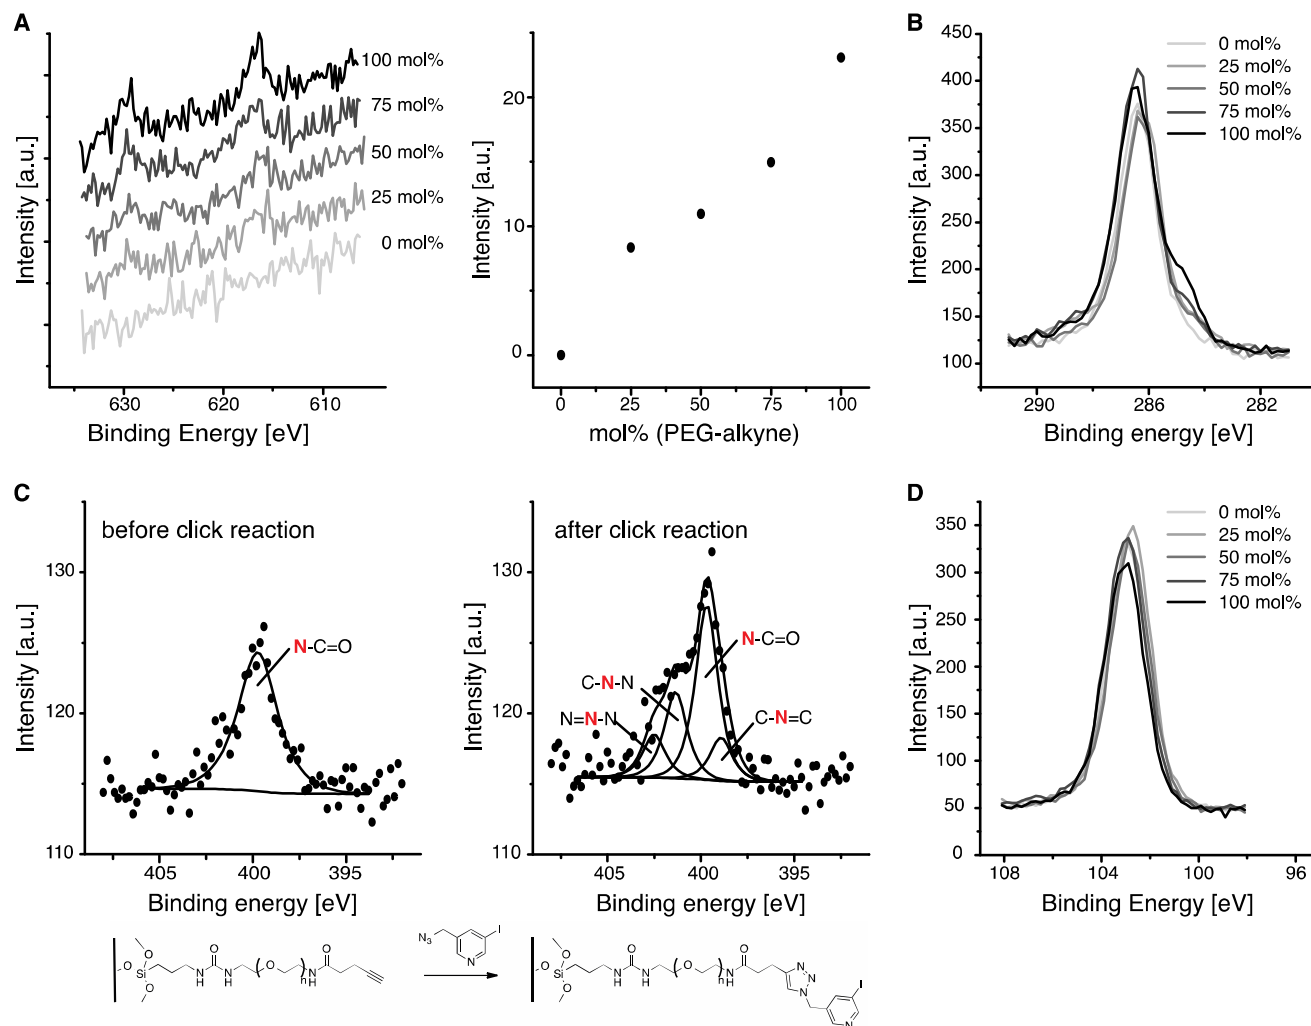 A
Intensity [a.u.]
100 mol%
75 mol%
50 mol%
25 mol%
0 mol%
630
620
610
Binding Energy [eV]
Intensity [a.u.]
20
10
0
0
25
50
75
100
mol% (PEG-alkyne)
B
Intensity [a.u.]
450
400
350
300
250
200
150
100
0 mol%
25 mol%
50 mol%
75 mol%
100 mol%
290
286
282
Binding energy [eV]
C
before click reaction
Intensity [a.u.]
130
120
110
N-C=O
405
400
395
Binding energy [eV]
after click reaction
Intensity [a.u.]
130
120
110
N-C=O
C-N-N
N=N-N
C-N=C
405
400
395
Binding energy [eV]
D
Intensity [a.u.]
350
300
250
200
150
100
50
0
0 mol%
25 mol%
50 mol%
75 mol%
100 mol%
108
104
100
96
Binding Energy [eV]
O
O
Si
O
O
N
H
O
N
H
O
n
N
H
O
N3
N
I
O
O
Si
O
O
N
H
O
N
H
O
n
N
H
O
N
N
N
I
N